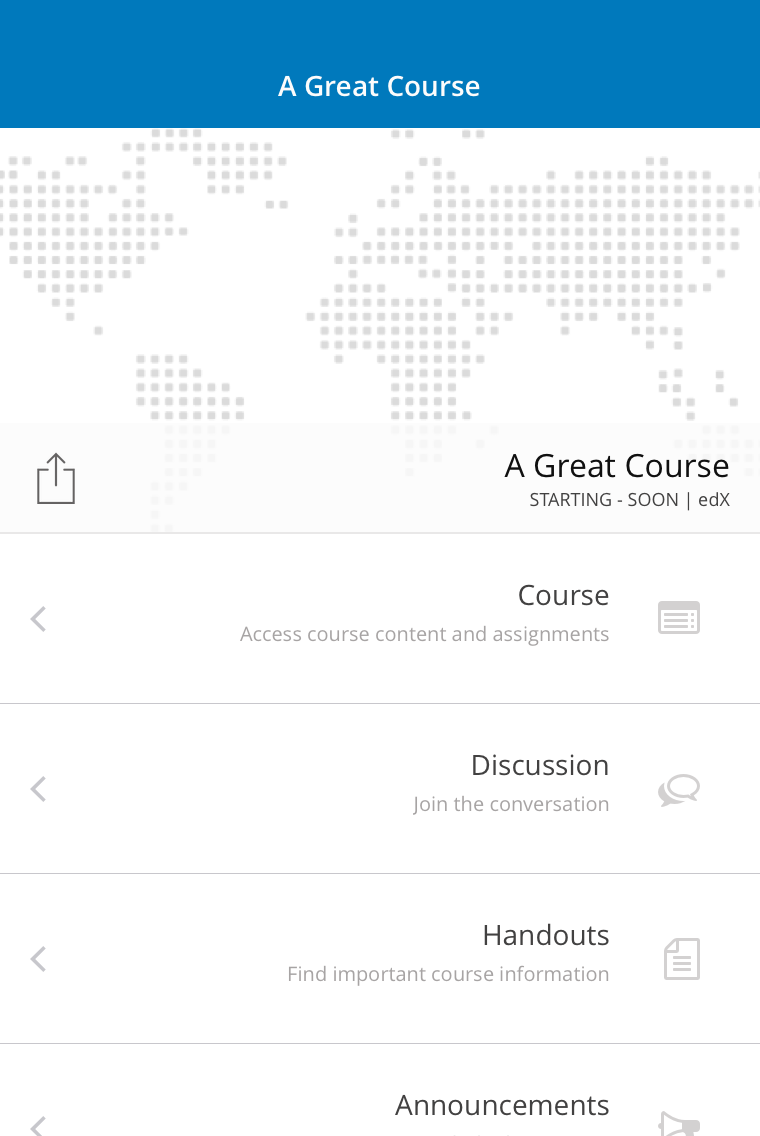 A Great Course
A Great Course
STARTING - SOON | edX
Course
Access course content and assignments
Discussion
Join the conversation
Handouts
Find important course information
Announcements